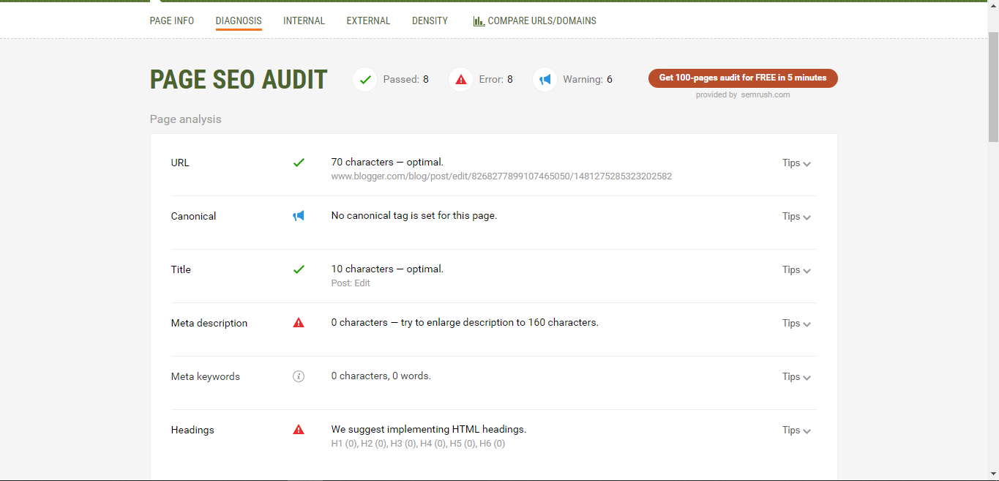 PAGE INFO DIAGNOSIS INTERNAL EXTERNAL DENSITY COMPARE URLS/DOMAINS
PAGE SEO AUDIT Passed: 8 Error: 8 Warning: 6 Get 100-pages audit for FREE in 5 minutes
provided by semrush.com
Page analysis
URL 70 characters — optimal. Tips
www.blogger.com/blog/post/edit/8268277899107465050/1481275285323202582
Canonical No canonical tag is set for this page. Tips
Title 10 characters — optimal. Tips
Post: Edit
Meta description 0 characters — try to enlarge description to 160 characters. Tips
Meta keywords 0 characters, 0 words. Tips
Headings We suggest implementing HTML headings. Tips
H1 (0), H2 (0), H3 (0), H4 (0), H5 (0), H6 (0)